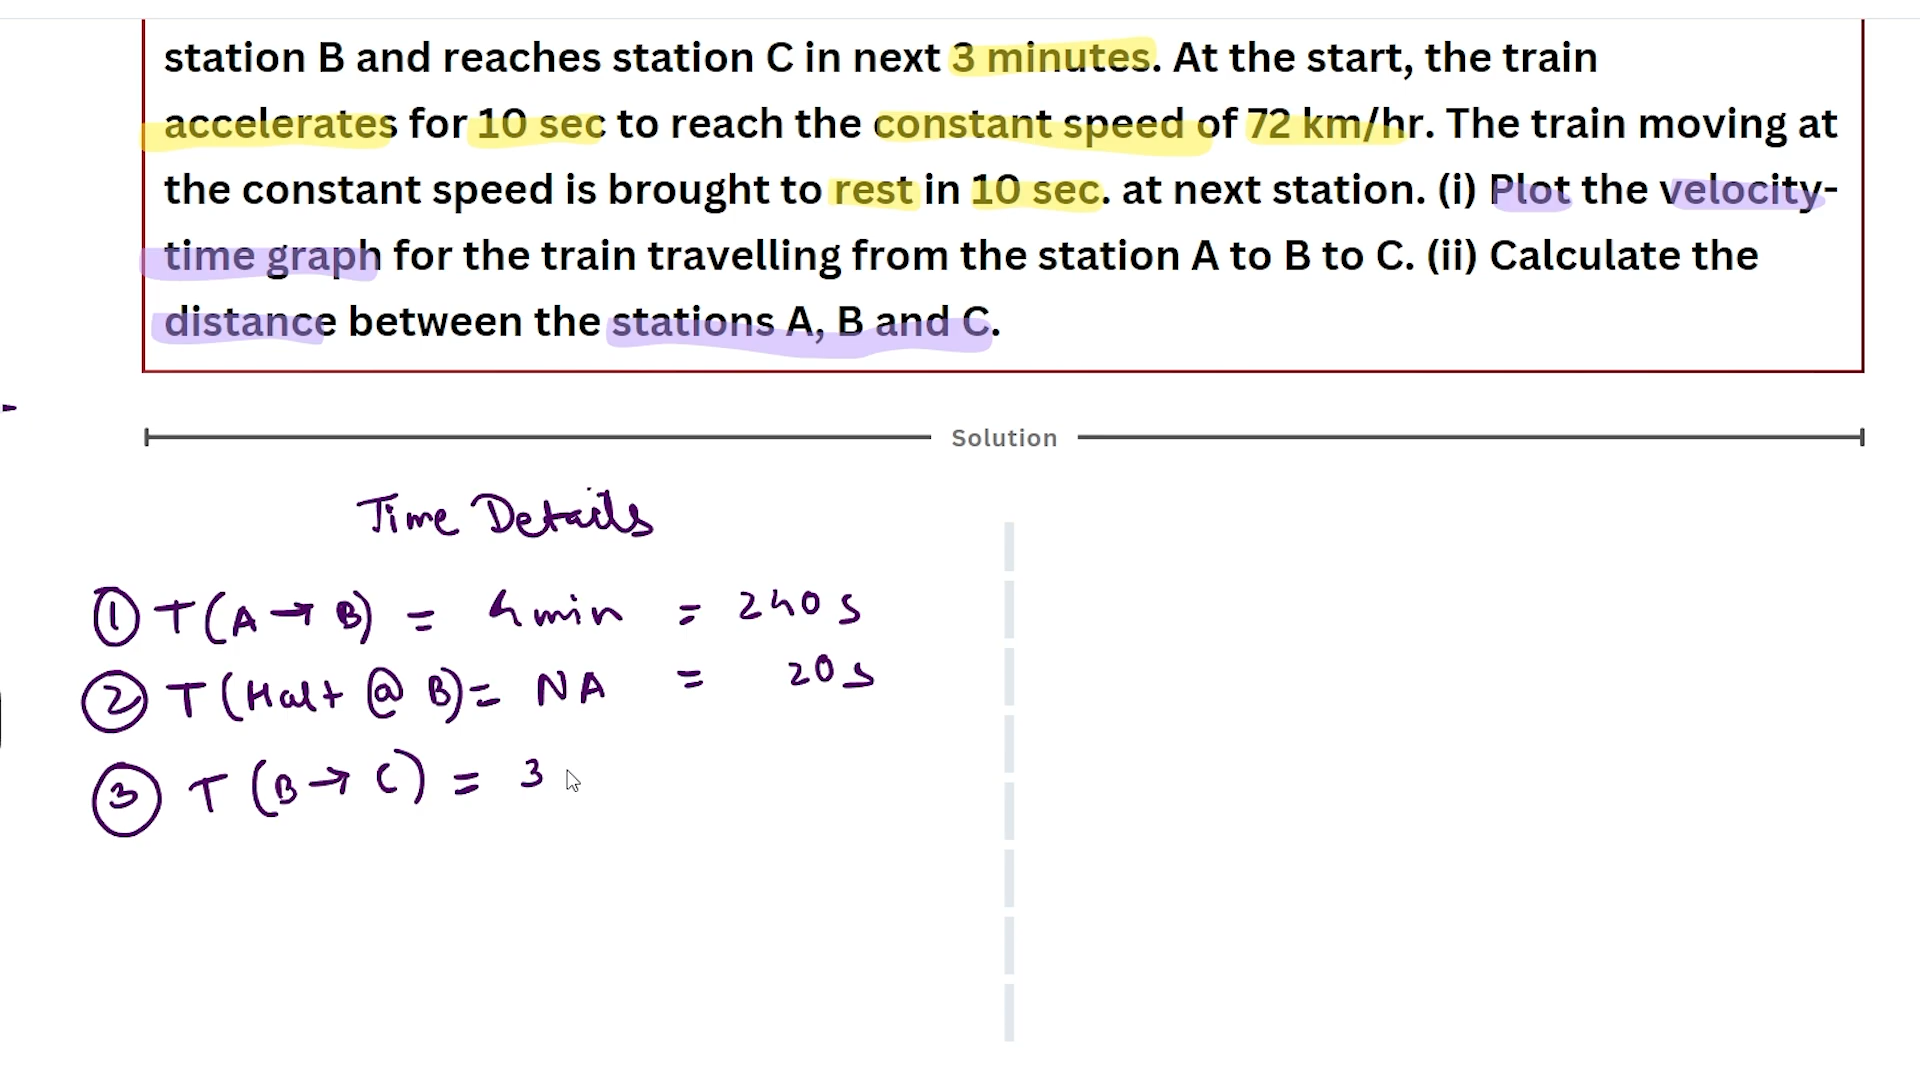 station B and reaches station C in next 3 minutes. At the start, the train
accelerates for 10 sec to reach the constant speed of 72 km/hr. The train moving at
the constant speed is brought to rest in 10 sec. at next station. (i) Plot the velocity-
time graph for the train travelling from the station A to B to C. (ii) Calculate the
distance between the stations A, B and C.
Solution
Time Details
① T(A → B) = 4 min = 240 s
② T(Halt @ B) = NA = 20 s
③ T (B → C) = 3